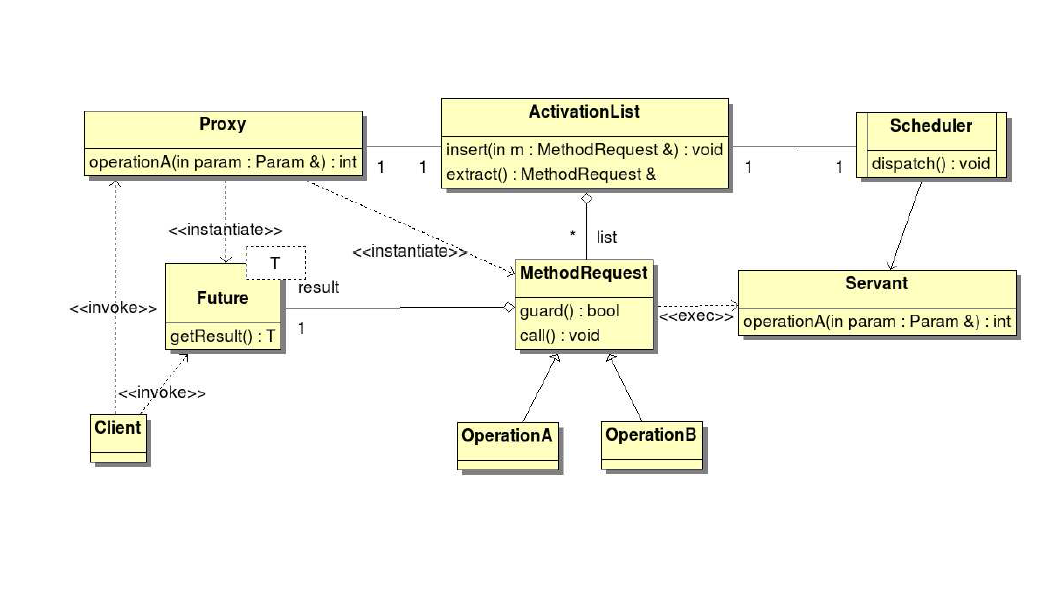 Proxy
operationA(in param : Param &) : int
ActivationList
insert(in m : MethodRequest &) : void
extract() : MethodRequest &
Scheduler
dispatch() : void
1
1
1
1
<<instantiate>>
<<instantiate>>
* list
T
Future
getResult() : T
result
1
MethodRequest
guard() : bool
call() : void
<<exec>>
Servant
operationA(in param : Param &) : int
<<invoke>>
<<invoke>>
Client
OperationA
OperationB